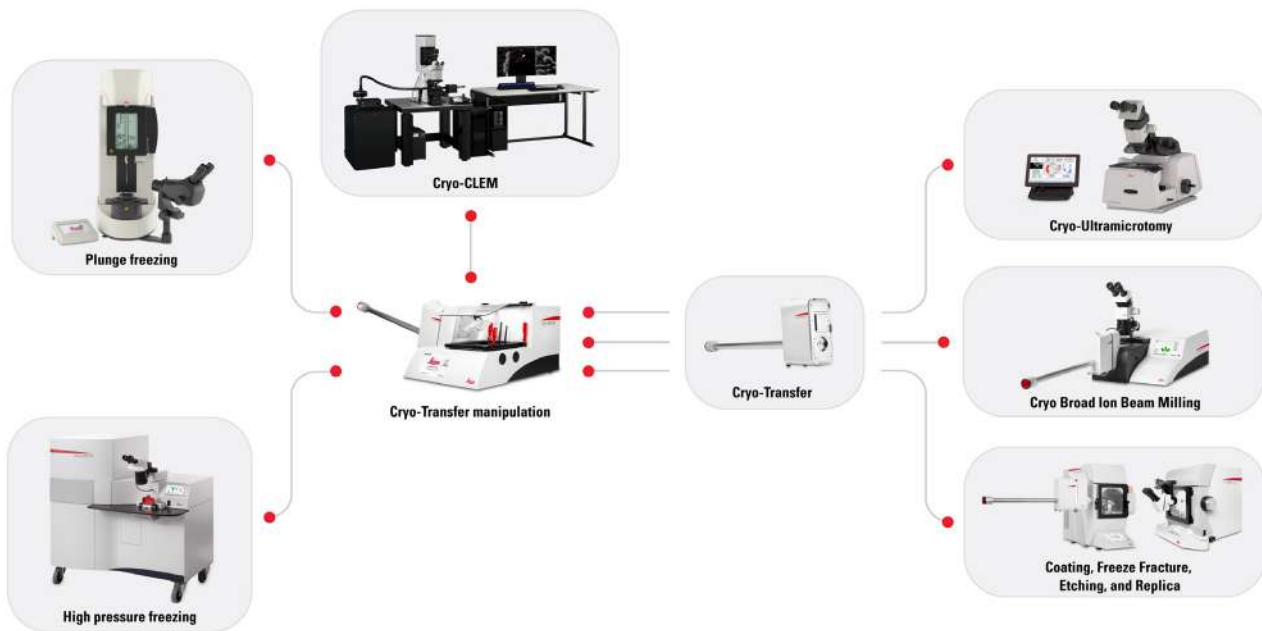 Plunge freezing
Cryo-CLEM
Cryo-Ultramicrotomy
Cryo-Transfer manipulation
Cryo-Transfer
Cryo Broad Ion Beam Milling
High pressure freezing
Coating, Freeze Fracture,
Etching, and Replica